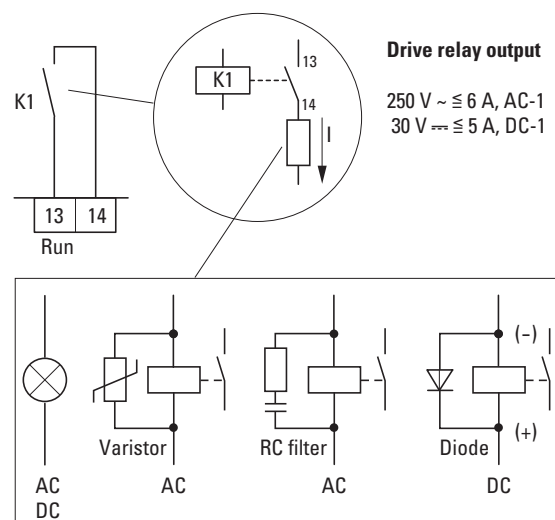 Drive relay output
250 V ~ ≦ 6 A, AC-1
30 V ⎓ ≦ 5 A, DC-1
K1
13
14
I
K1
13 14
Run
(–)
(+)
Varistor
RC filter
Diode
AC
DC
AC
AC
DC